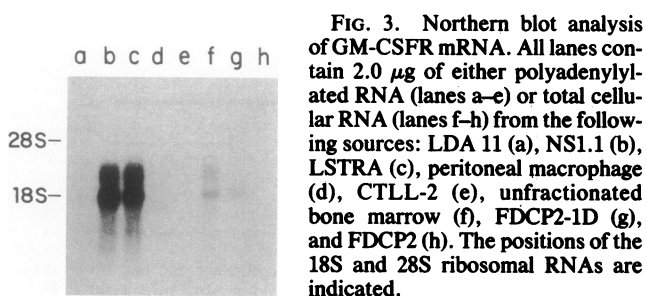 a b c d e f g h
28S–
18S–
FIG. 3. Northern blot analysis
of GM-CSFR mRNA. All lanes con-
tain 2.0 μg of either polyadenylyl-
ated RNA (lanes a–e) or total cellu-
lar RNA (lanes f–h) from the follow-
ing sources: LDA 11 (a), NS1.1 (b),
LSTRA (c), peritoneal macrophage
(d), CTLL-2 (e), unfractionated
bone marrow (f), FDCP2-1D (g),
and FDCP2 (h). The positions of the
18S and 28S ribosomal RNAs are
indicated.